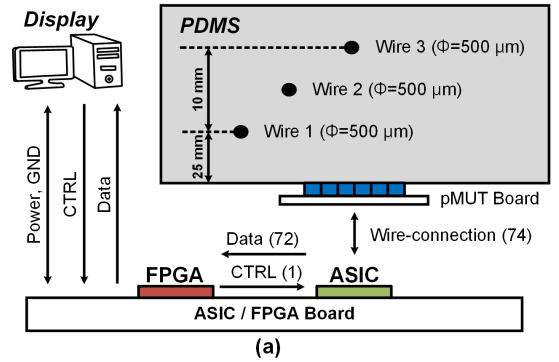 Display
PDMS
Wire 3 (Φ=500 μm)
10 mm
Wire 2 (Φ=500 μm)
Wire 1 (Φ=500 μm)
25 mm
pMUT Board
Power, GND
CTRL
Data
Data (72)
Wire-connection (74)
FPGA
CTRL (1)
ASIC
ASIC / FPGA Board
(a)